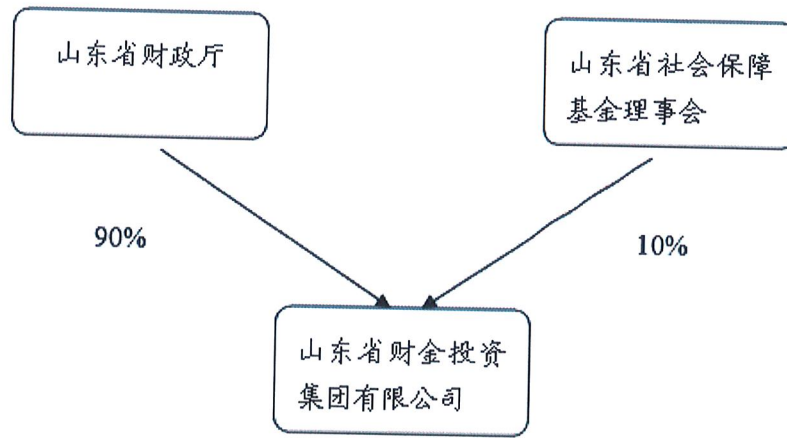 山东省财政厅
山东省社会保障
基金理事会
90%
10%
山东省财金投资
集团有限公司